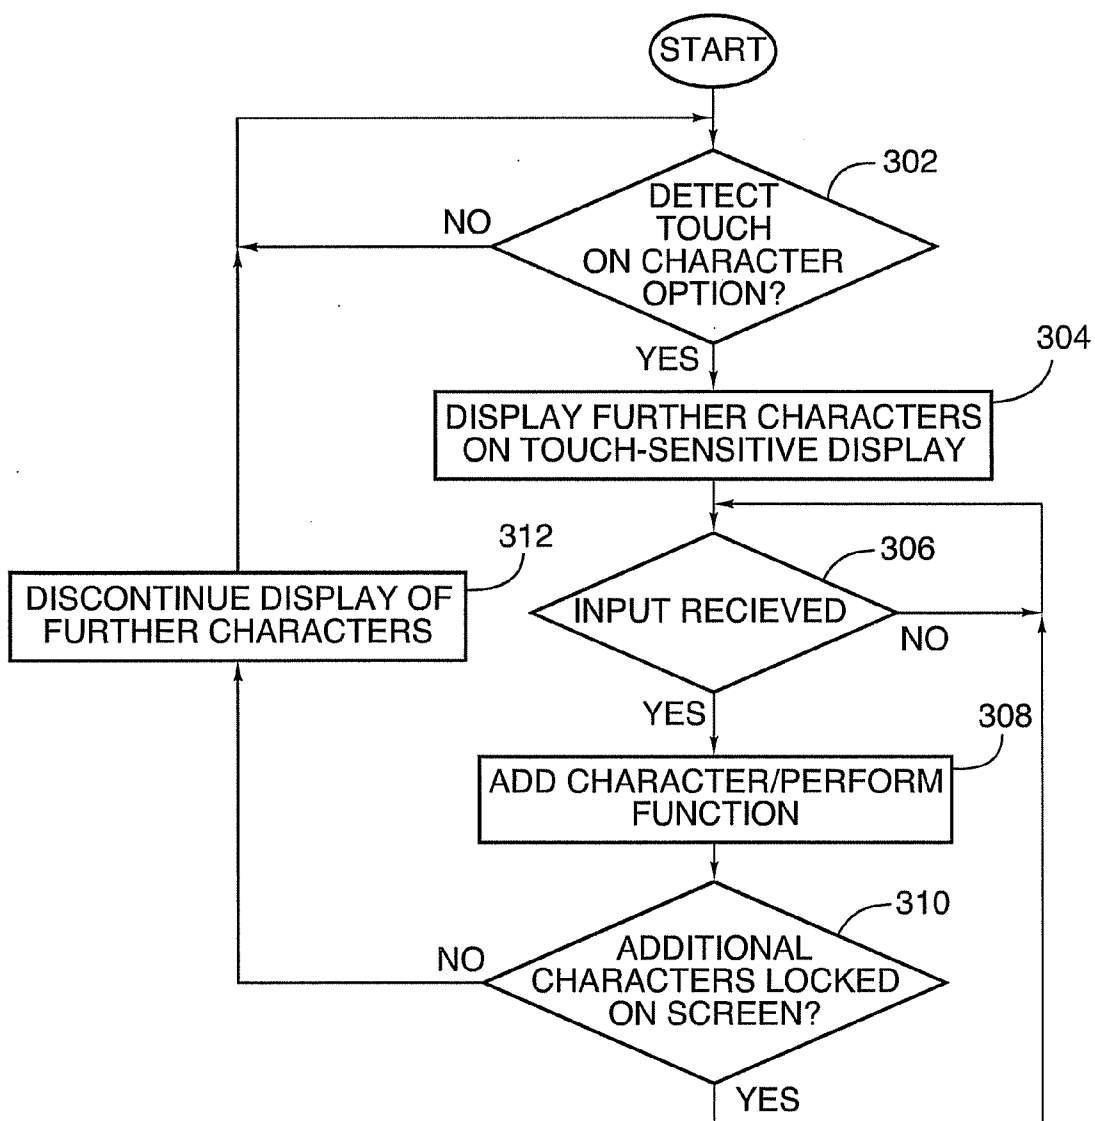 START
302
DETECT
TOUCH
ON CHARACTER
OPTION?
NO
YES
304
DISPLAY FURTHER CHARACTERS
ON TOUCH-SENSITIVE DISPLAY
312
DISCONTINUE DISPLAY OF
FURTHER CHARACTERS
306
INPUT RECIEVED
NO
YES
308
ADD CHARACTER/PERFORM
FUNCTION
310
ADDITIONAL
CHARACTERS LOCKED
ON SCREEN?
NO
YES